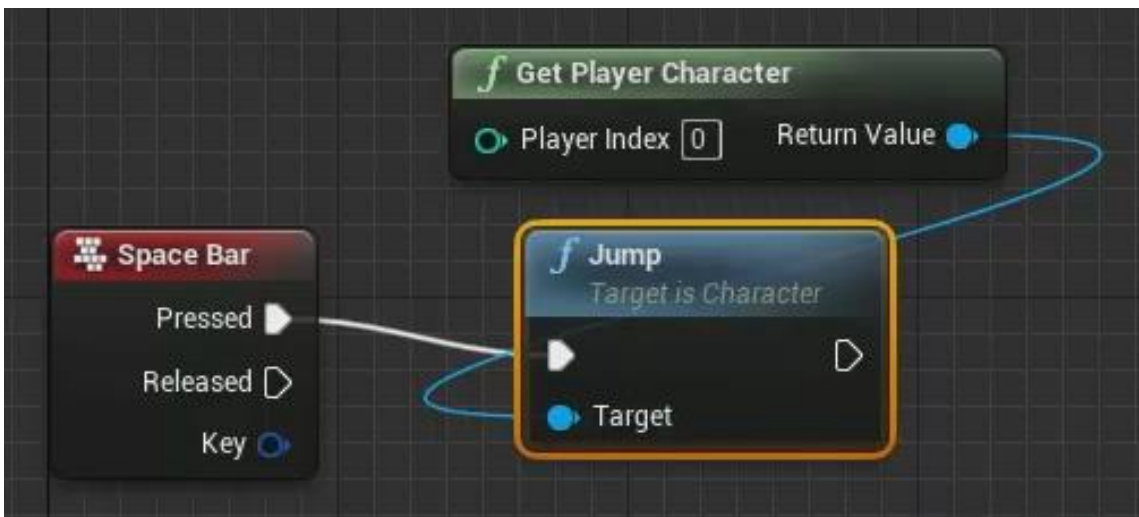 f Get Player Character
Player Index 0 Return Value
Space Bar
Pressed
Released
Key
f Jump
Target is Character
Target